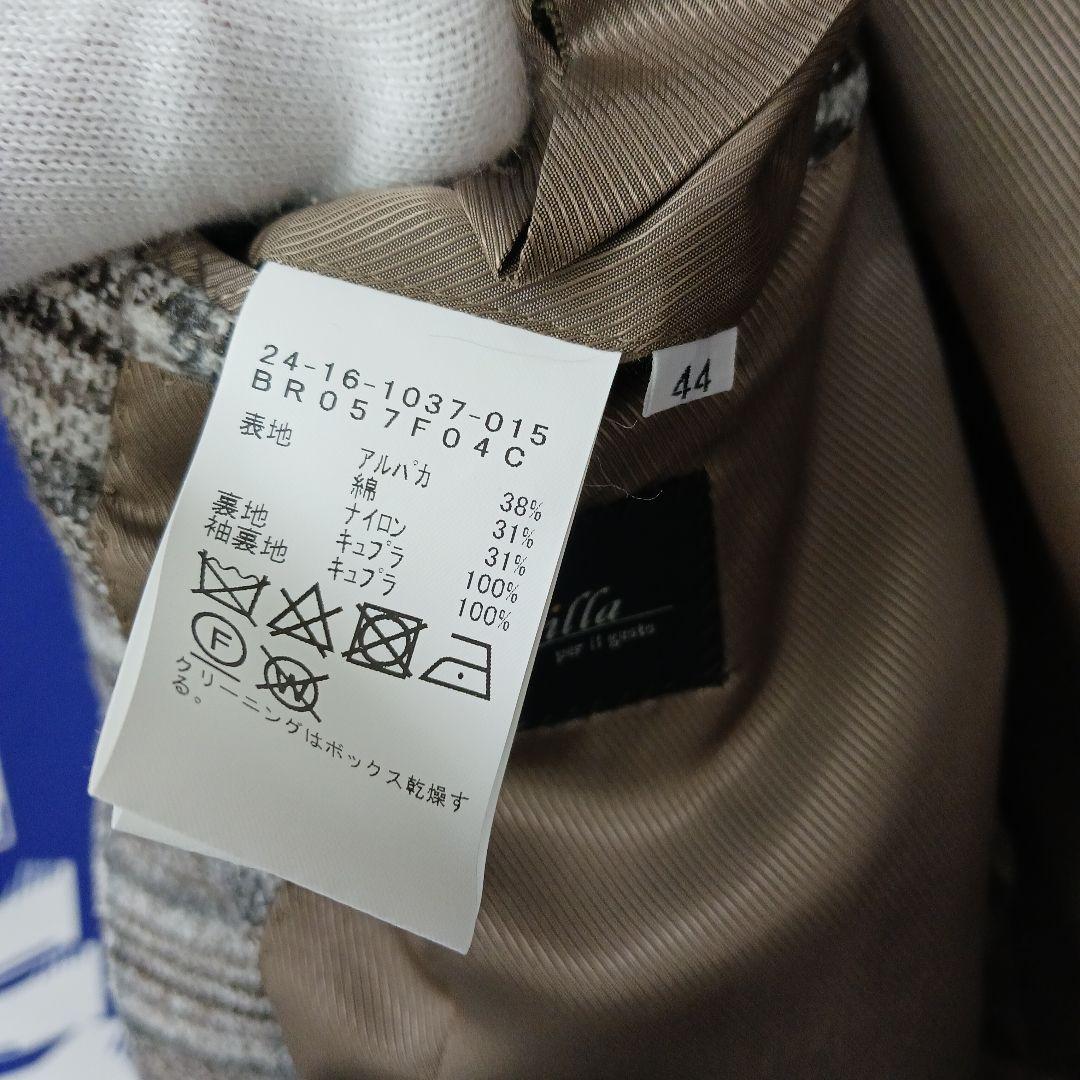 24-16-1037-015
BR057F04C
表地 アルパカ 38%
綿 31%
ナイロン 31%
裏地 キュプラ 100%
袖裏地 キュプラ 100%
F
W
クリーニングはボックス乾燥す
る。
44
illa
per il gusto